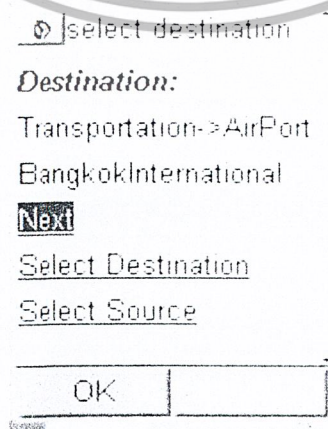 select destination
Destination:
Transportation->AirPort
BangkokInternational
Next
Select Destination
Select Source
OK